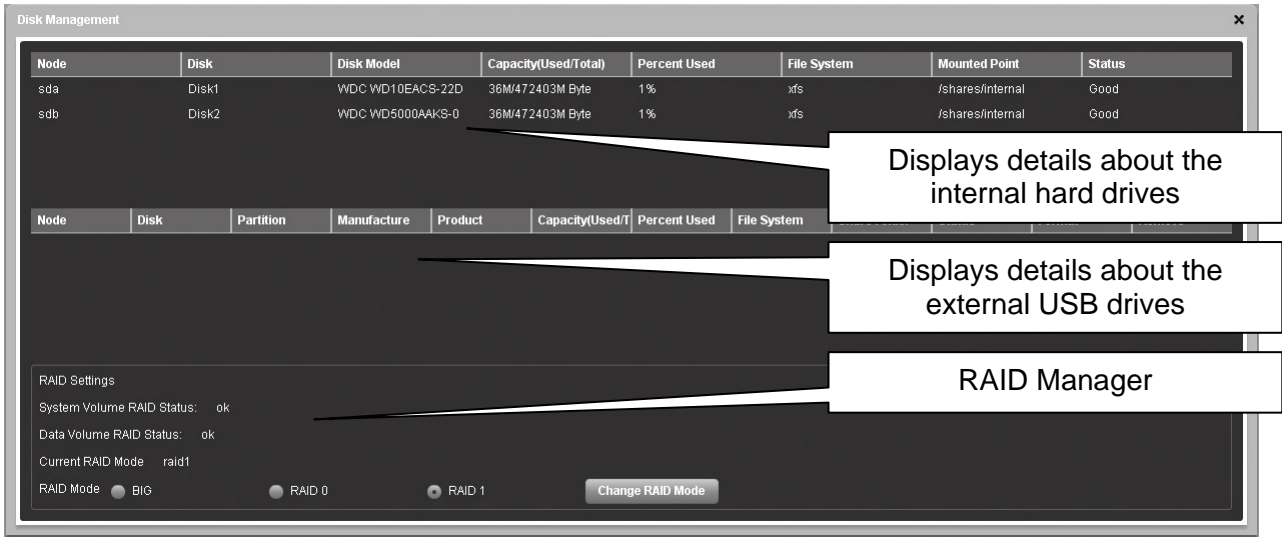 Disk Management ×
Node Disk Disk Model Capacity(Used/Total) Percent Used File System Mounted Point Status
sda Disk1 WDC WD10EACS-22D 36M/472403M Byte 1% xfs /shares/internal Good
sdb Disk2 WDC WD5000AAKS-0 36M/472403M Byte 1% xfs /shares/internal Good
Displays details about the
internal hard drives
Node Disk Partition Manufacture Product Capacity(Used/T Percent Used File System
Displays details about the
external USB drives
RAID Manager
RAID Settings
System Volume RAID Status: ok
Data Volume RAID Status: ok
Current RAID Mode raid1
RAID Mode BIG RAID 0 RAID 1 Change RAID Mode